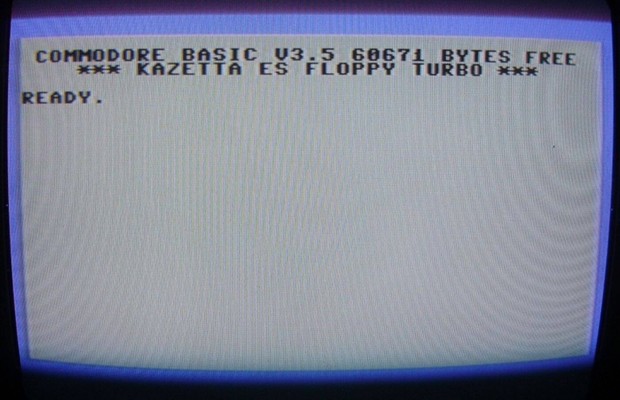 COMMODORE BASIC V3.5 60671 BYTES FREE
*** KAZETTA ES FLOPPY TURBO ***
READY.